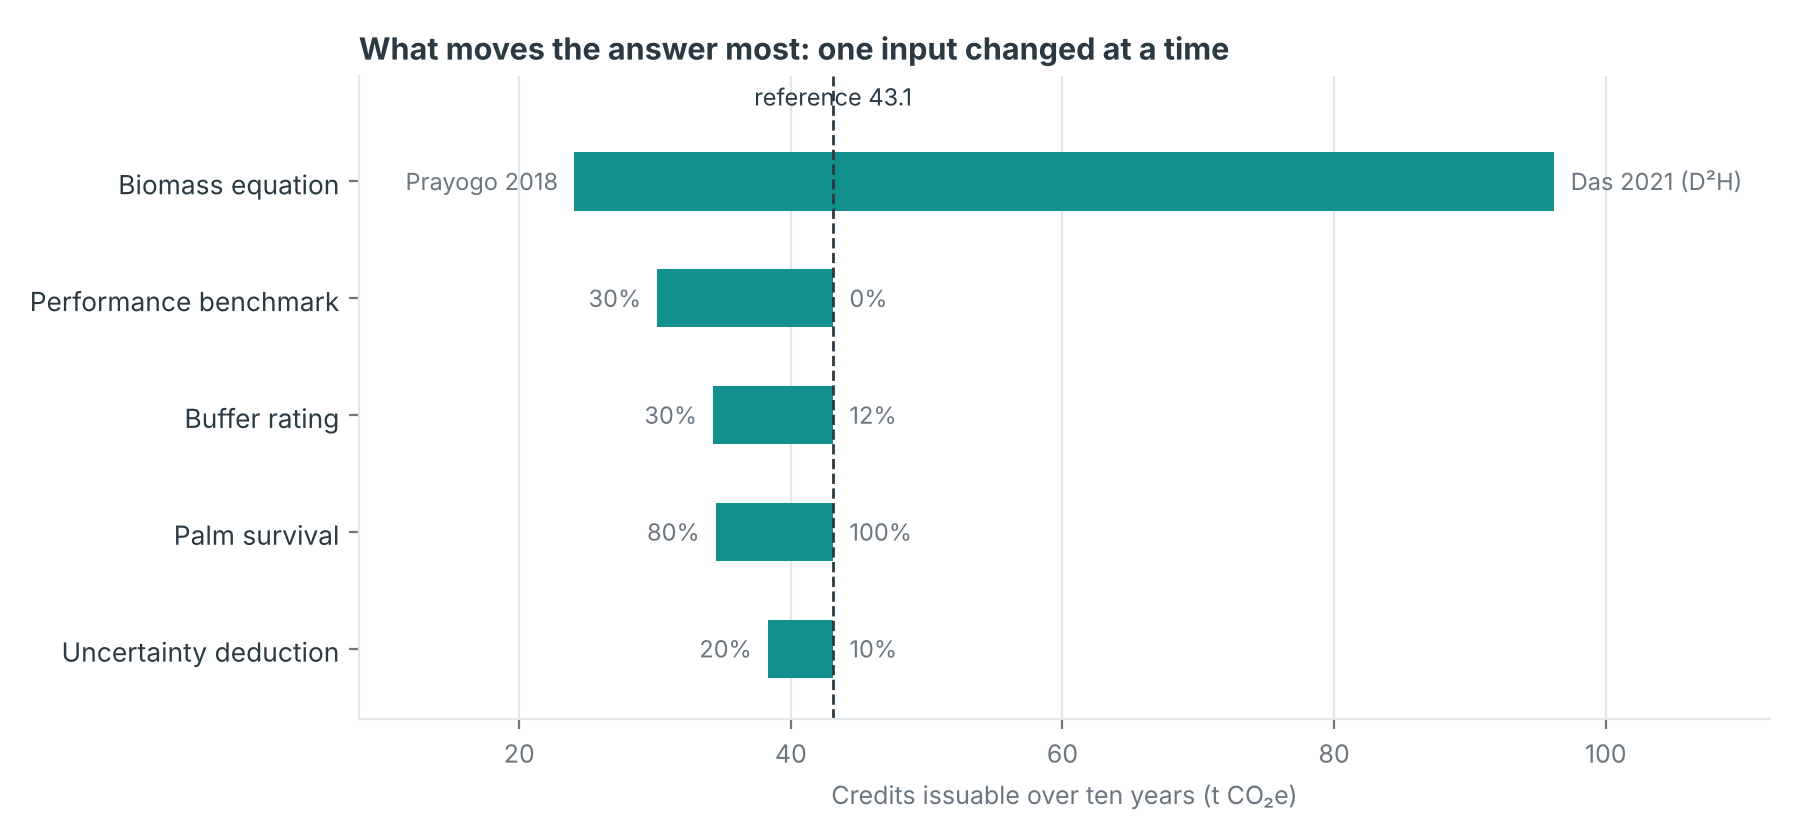 What moves the answer most: one input changed at a time
reference 43.1
Biomass equation
Prayogo 2018
Das 2021 (D²H)
Performance benchmark
30%
0%
Buffer rating
30%
12%
Palm survival
80%
100%
Uncertainty deduction
20%
10%
20
40
60
80
100
Credits issuable over ten years (t CO₂e)